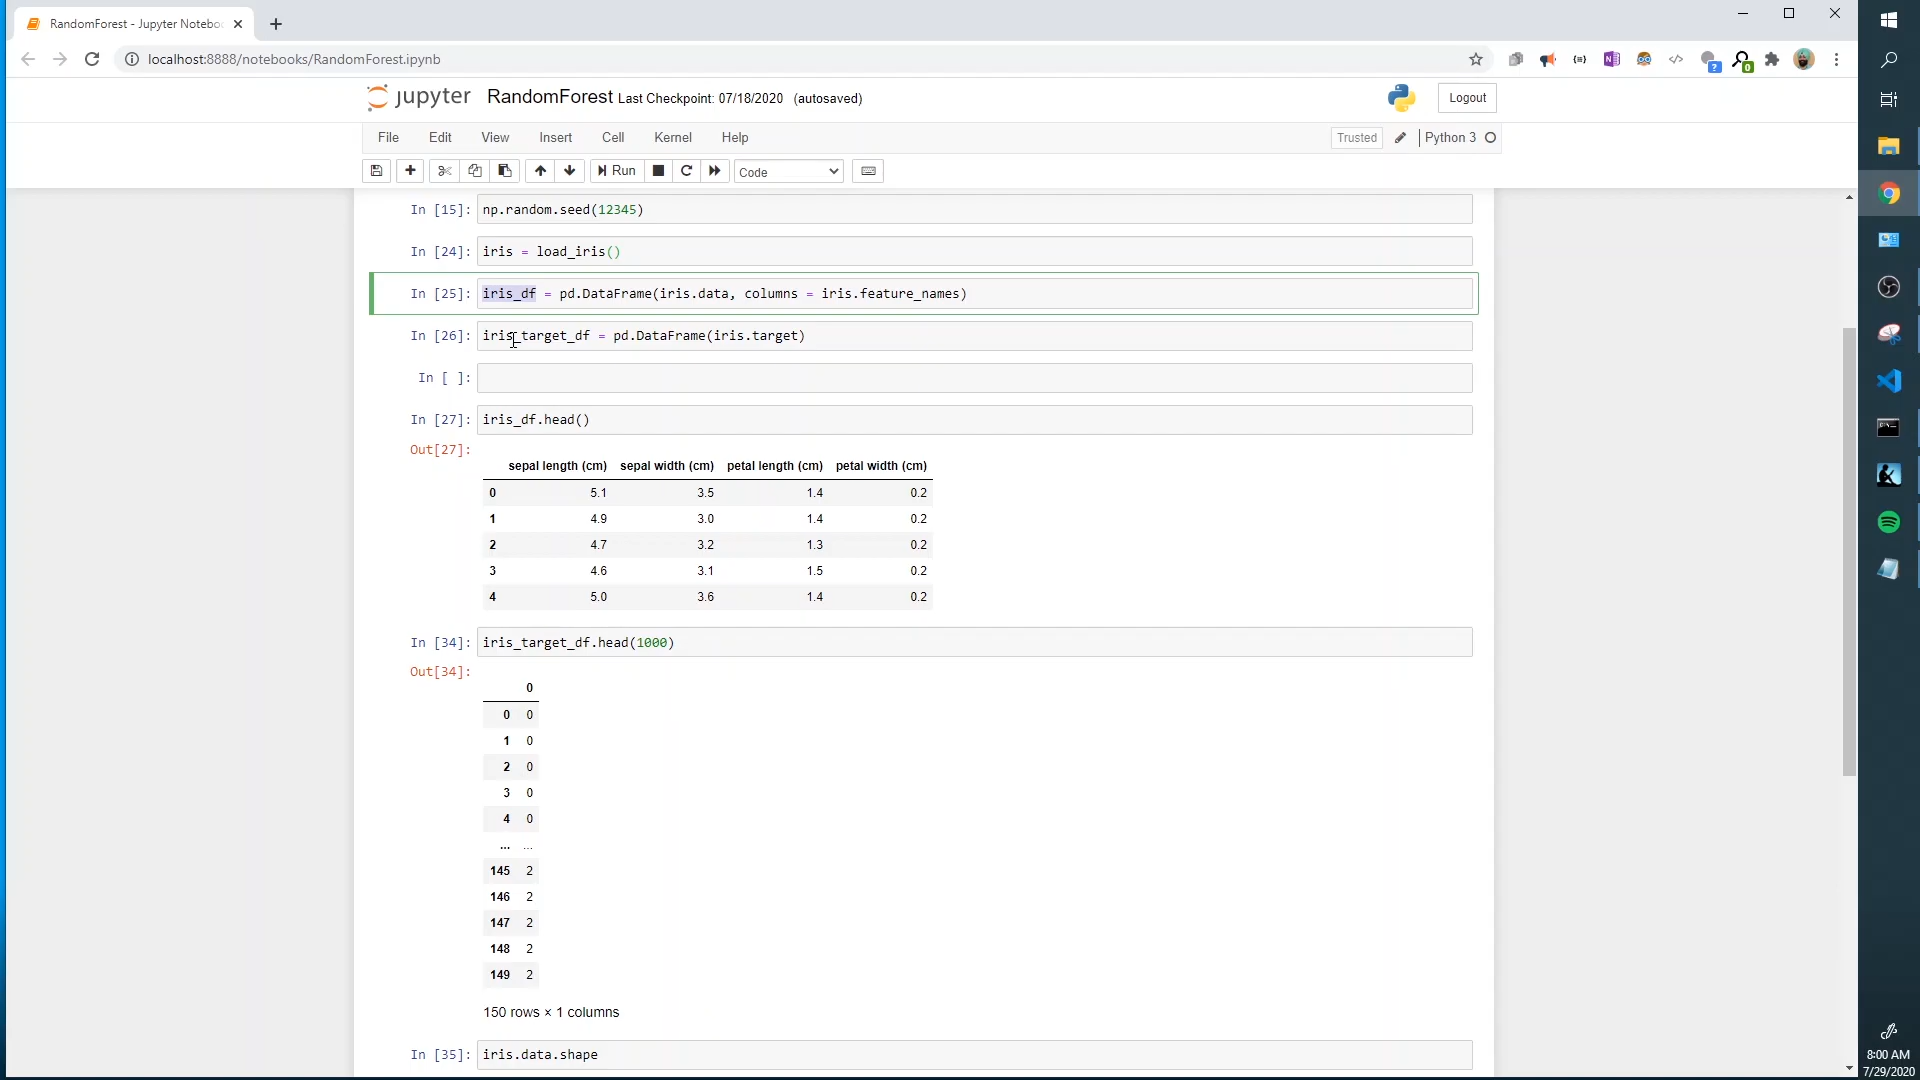 RandomForest - Jupyter Notebo
localhost:8888/notebooks/RandomForest.ipynb
jupyter RandomForest Last Checkpoint: 07/18/2020 (autosaved)
Logout
File Edit View Insert Cell Kernel Help
Trusted Python 3
Run Code
In [15]: np.random.seed(12345)
In [24]: iris = load_iris()
In [25]: iris_df = pd.DataFrame(iris.data, columns = iris.feature_names)
In [26]: iris_target_df = pd.DataFrame(iris.target)
In [ ]:
In [27]: iris_df.head()
Out[27]:
sepal length (cm) sepal width (cm) petal length (cm) petal width (cm)
0 5.1 3.5 1.4 0.2
1 4.9 3.0 1.4 0.2
2 4.7 3.2 1.3 0.2
3 4.6 3.1 1.5 0.2
4 5.0 3.6 1.4 0.2
In [34]: iris_target_df.head(1000)
Out[34]:
0
0 0
1 0
2 0
3 0
4 0
... ...
145 2
146 2
147 2
148 2
149 2
150 rows × 1 columns
In [35]: iris.data.shape
8:00 AM
7/29/2020